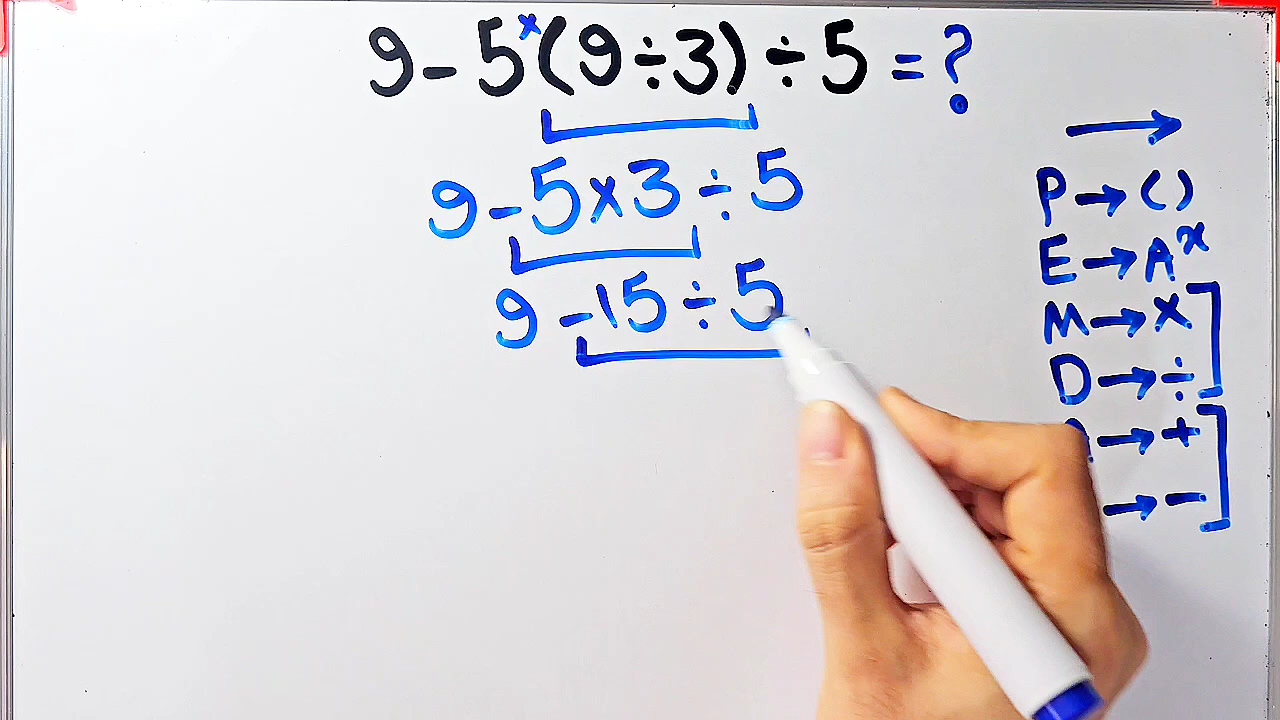 9 - 5×(9÷3)÷5 = ?
9 - 5×3÷5
9 - 15÷5
→
P → ( )
E → Aˣ
M → ×
D → ÷
→ +
→ -